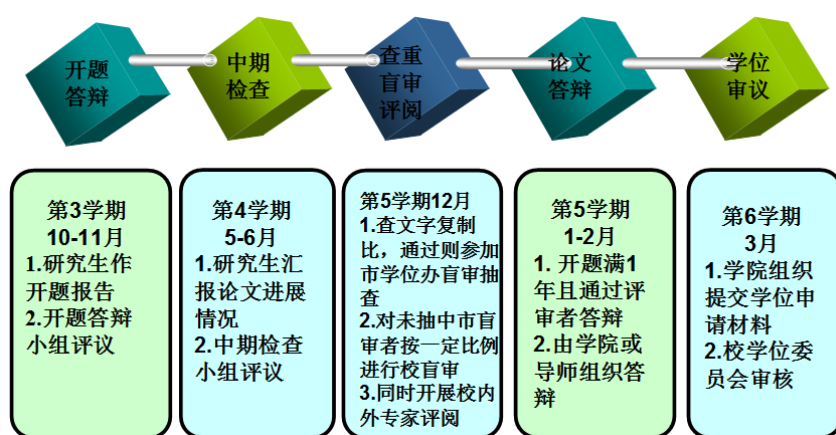 开题
答辩
中期
检查
查重
盲审
评阅
论文
答辩
学位
审议
第3学期
10-11月
1.研究生作
开题报告
2.开题答辩
小组评议
第4学期
5-6月
1.研究生汇
报论文进展
情况
2.中期检查
小组评议
第5学期12月
1.查文字复制
比，通过则参加
市学位办盲审抽
查
2.对未抽中市盲
审者按一定比例
进行校盲审
3.同时开展校内
外专家评阅
第5学期
1-2月
1. 开题满1
年且通过评
审者答辩
2.由学院或
导师组织答
辩
第6学期
3月
1.学院组织
提交学位申
请材料
2.校学位委
员会审核